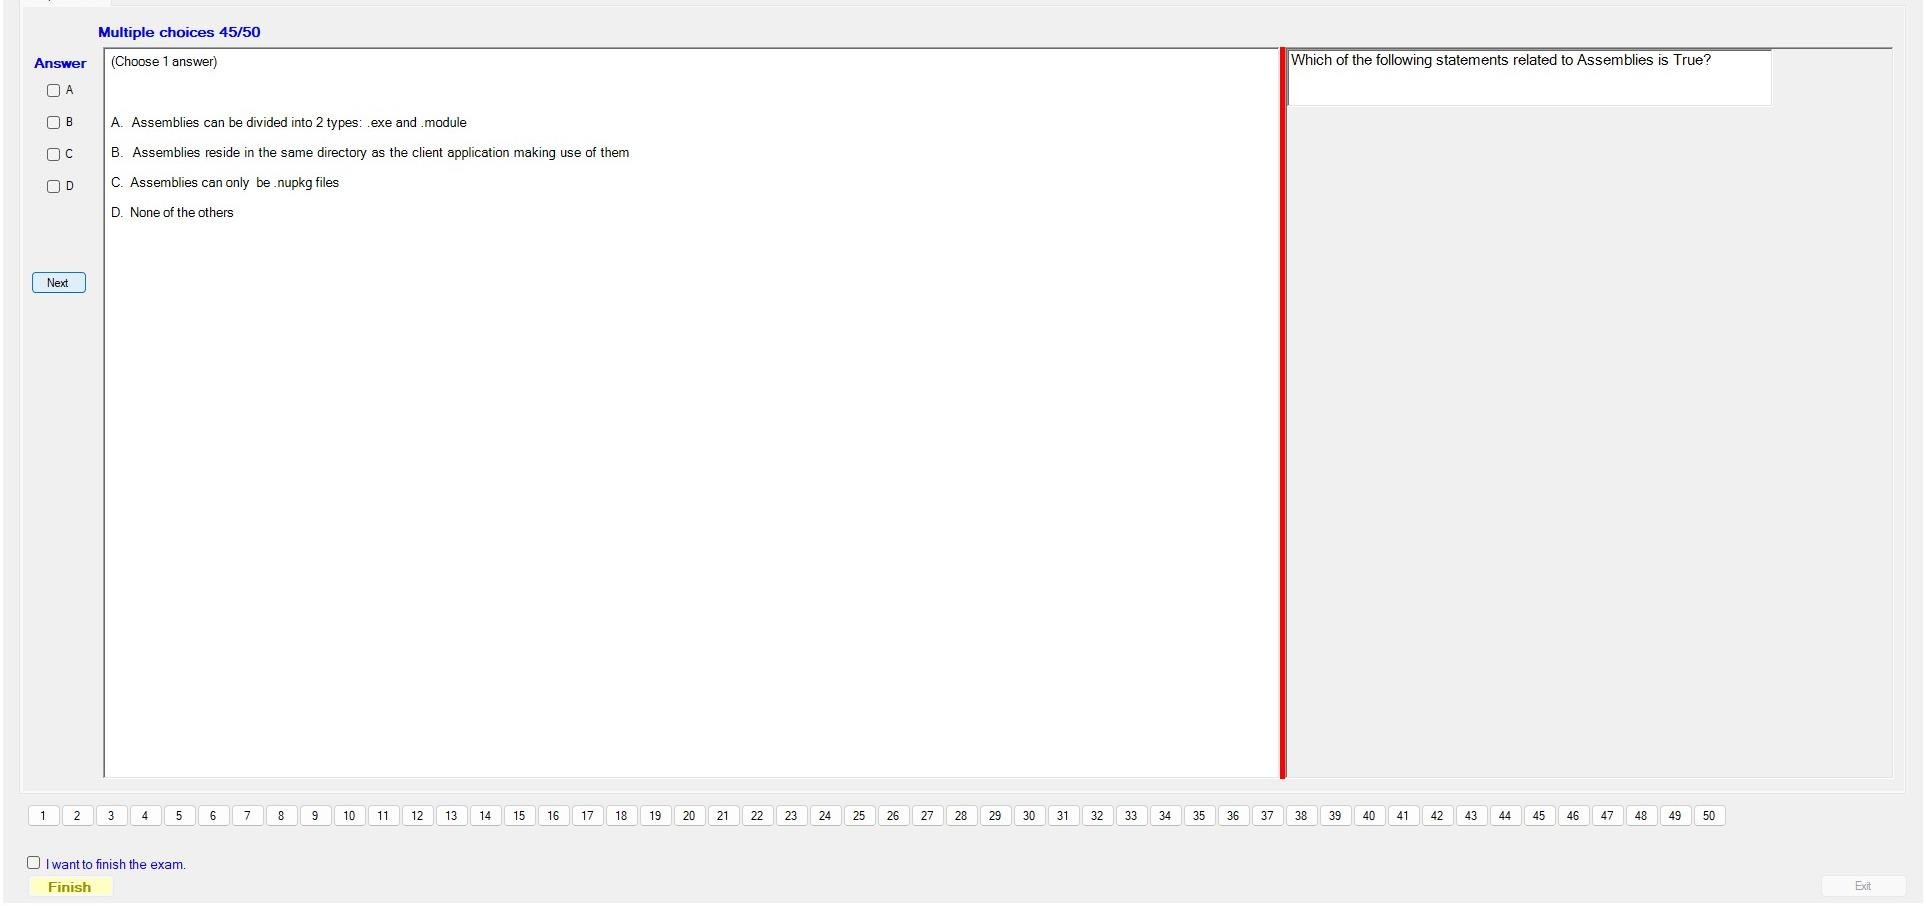 Multiple choices 45/50
Answer
(Choose 1 answer)
Which of the following statements related to Assemblies is True?
A
B
C
D
A. Assemblies can be divided into 2 types: .exe and .module
B. Assemblies reside in the same directory as the client application making use of them
C. Assemblies can only be .nupkg files
D. None of the others
Next
1 2 3 4 5 6 7 8 9 10 11 12 13 14 15 16 17 18 19 20 21 22 23 24 25 26 27 28 29 30 31 32 33 34 35 36 37 38 39 40 41 42 43 44 45 46 47 48 49 50
I want to finish the exam.
Finish
Exit